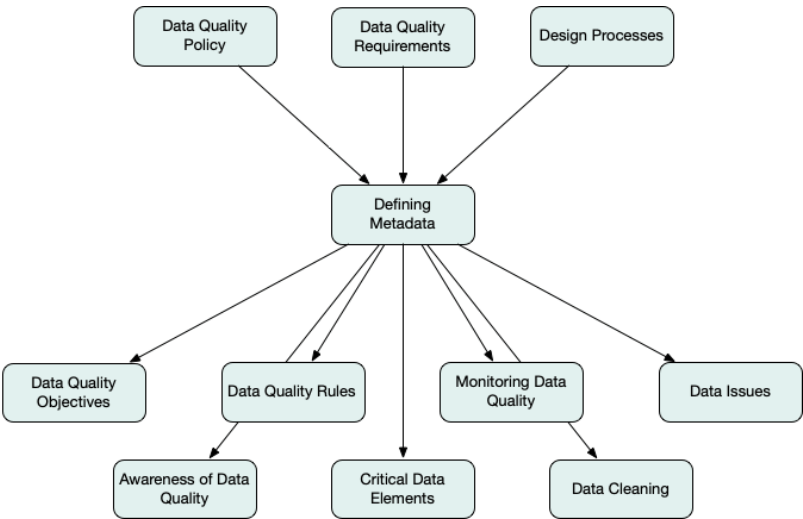 Data Quality
Policy
Data Quality
Requirements
Design Processes
Defining
Metadata
Data Quality
Objectives
Data Quality Rules
Monitoring Data
Quality
Data Issues
Awareness of Data
Quality
Critical Data
Elements
Data Cleaning